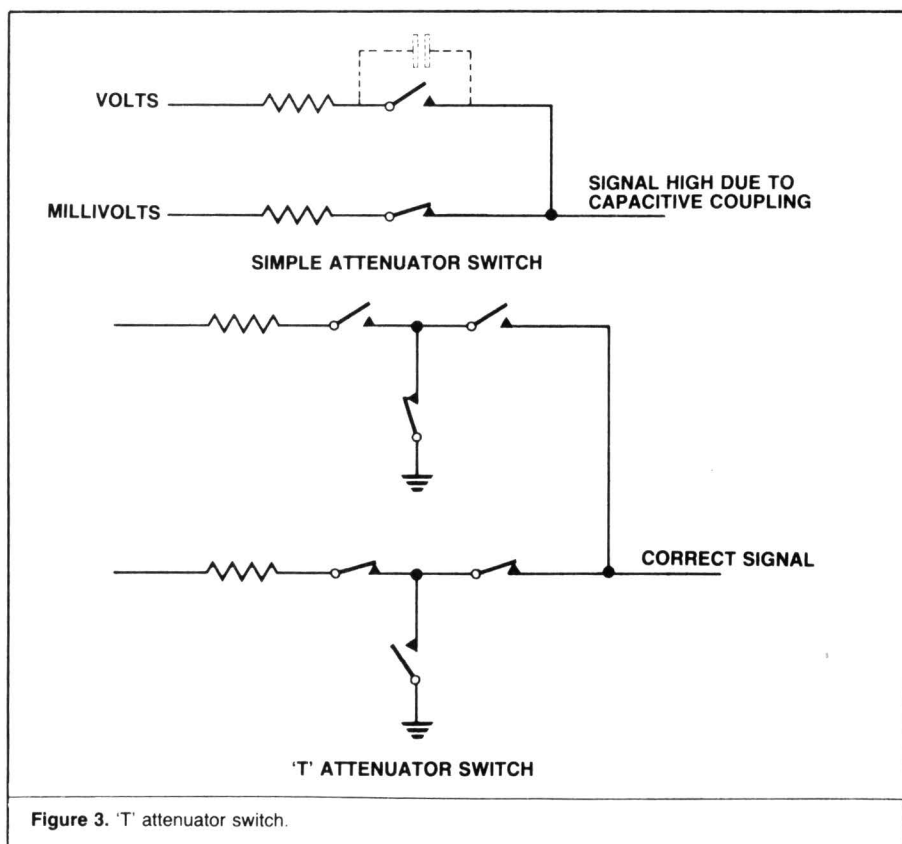 VOLTS
MILLIVOLTS
SIGNAL HIGH DUE TO
CAPACITIVE COUPLING
SIMPLE ATTENUATOR SWITCH
CORRECT SIGNAL
'T' ATTENUATOR SWITCH
Figure 3. 'T' attenuator switch.